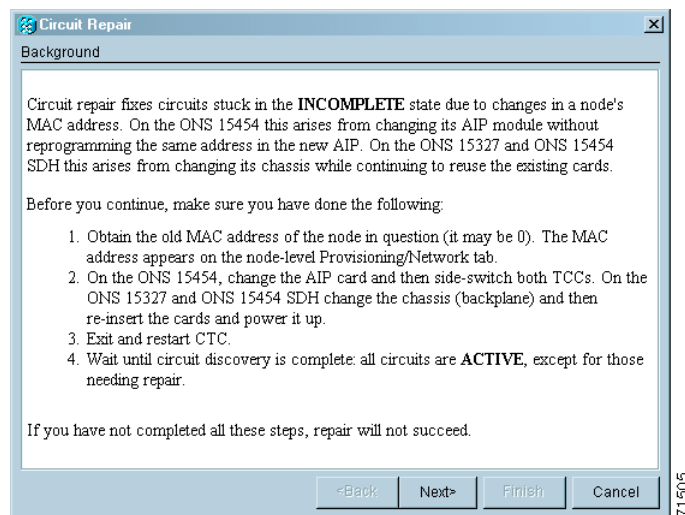 Circuit Repair
Background
Circuit repair fixes circuits stuck in the INCOMPLETE state due to changes in a node's
MAC address. On the ONS 15454 this arises from changing its AIP module without
reprogramming the same address in the new AIP. On the ONS 15327 and ONS 15454
SDH this arises from changing its chassis while continuing to reuse the existing cards.
Before you continue, make sure you have done the following:
1. Obtain the old MAC address of the node in question (it may be 0). The MAC
address appears on the node-level Provisioning/Network tab.
2. On the ONS 15454, change the AIP card and then side-switch both TCCs. On the
ONS 15327 and ONS 15454 SDH change the chassis (backplane) and then
re-insert the cards and power it up.
3. Exit and restart CTC.
4. Wait until circuit discovery is complete: all circuits are ACTIVE, except for those
needing repair.
If you have not completed all these steps, repair will not succeed.
<Back Next> Finish Cancel
71505